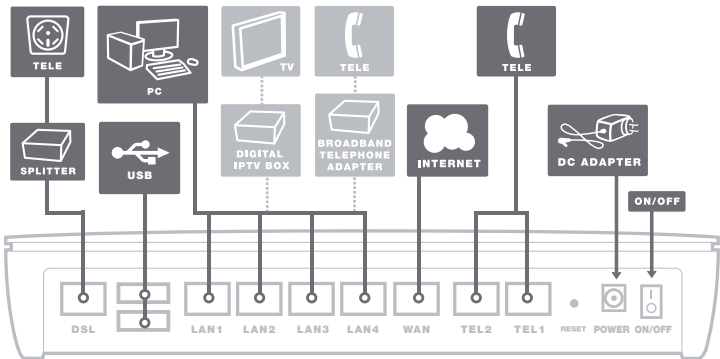 TELE
PC
TV
TELE
TELE
SPLITTER
USB
DIGITAL
IPTV BOX
BROADBAND
TELEPHONE
ADAPTER
INTERNET
DC ADAPTER
ON/OFF
DSL
LAN1
LAN2
LAN3
LAN4
WAN
TEL2
TEL1
RESET
POWER
ON/OFF